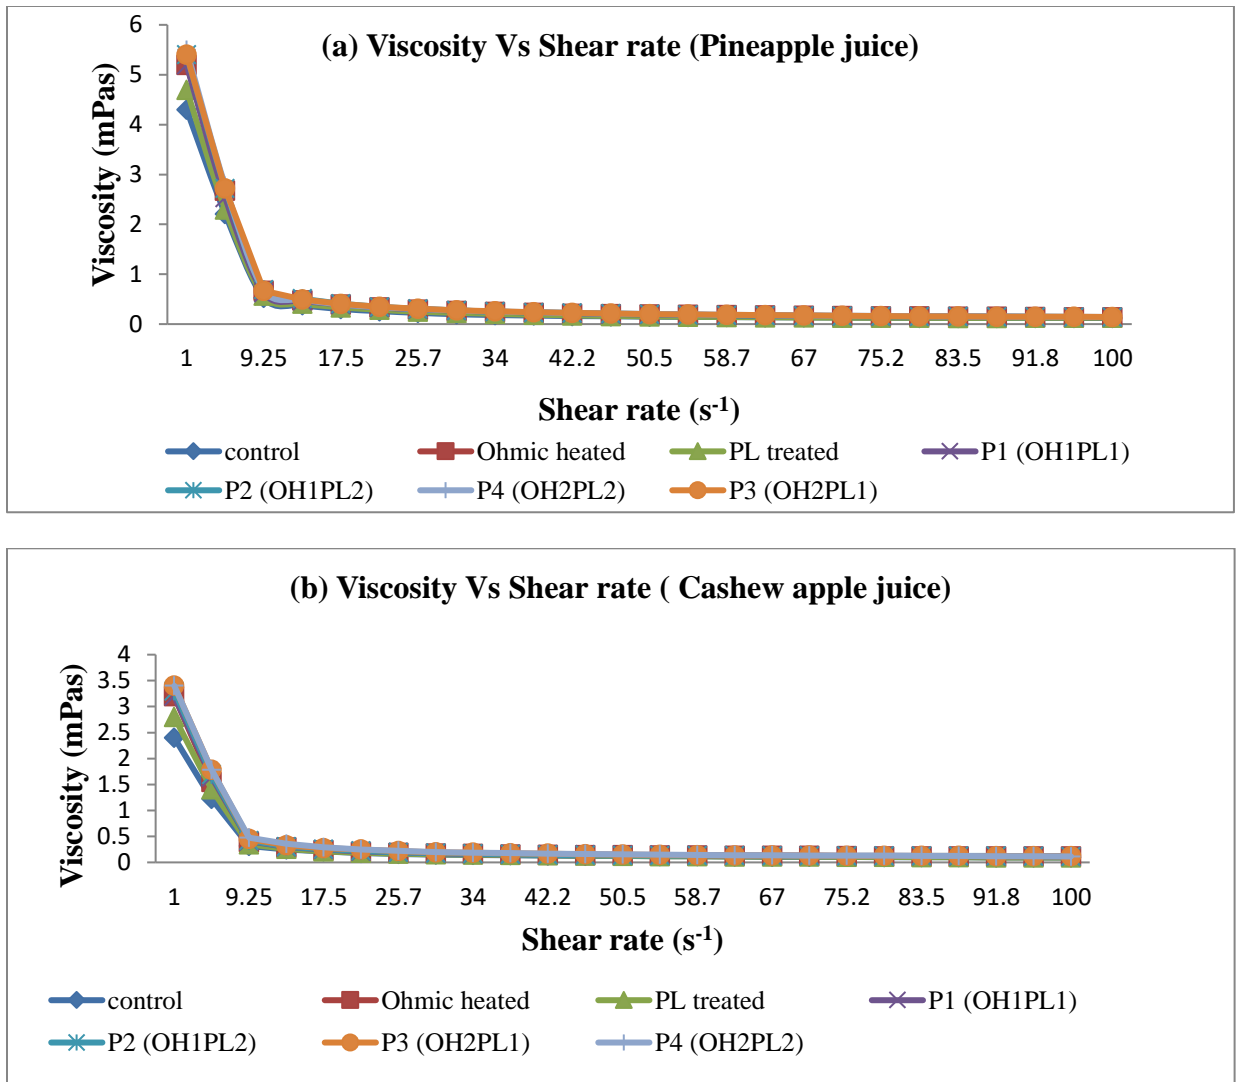 (a) Viscosity Vs Shear rate (Pineapple juice)
6
5
4
3
2
1
0
Viscosity (mPas)
1 9.25 17.5 25.7 34 42.2 50.5 58.7 67 75.2 83.5 91.8 100
Shear rate (s-1)
control Ohmic heated PL treated P1 (OH1PL1)
P2 (OH1PL2) P4 (OH2PL2) P3 (OH2PL1)
(b) Viscosity Vs Shear rate ( Cashew apple juice)
4
3.5
3
2.5
2
1.5
1
0.5
0
Viscosity (mPas)
1 9.25 17.5 25.7 34 42.2 50.5 58.7 67 75.2 83.5 91.8 100
Shear rate (s-1)
control Ohmic heated PL treated P1 (OH1PL1)
P2 (OH1PL2) P3 (OH2PL1) P4 (OH2PL2)